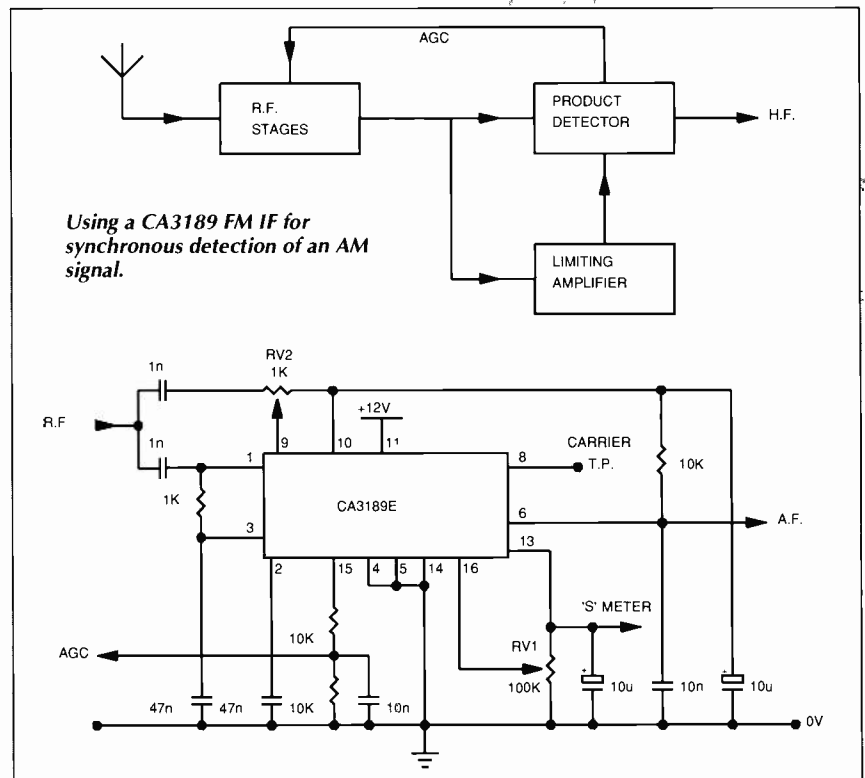 AGC
R.F.
STAGES
PRODUCT
DETECTOR
H.F.
Using a CA3189 FM IF for
synchronous detection of an AM
signal.
LIMITING
AMPLIFIER
1n
RV2
1K
+12V
R.F
9
10
11
CARRIER
T.P.
1n
1
8
10K
1K
CA3189E
6
A.F.
3
13
2
15
4
5
14
16
'S' METER
10K
RV1
AGC
100K
47n
47n
10K
10n
10u
10n
10u
0V